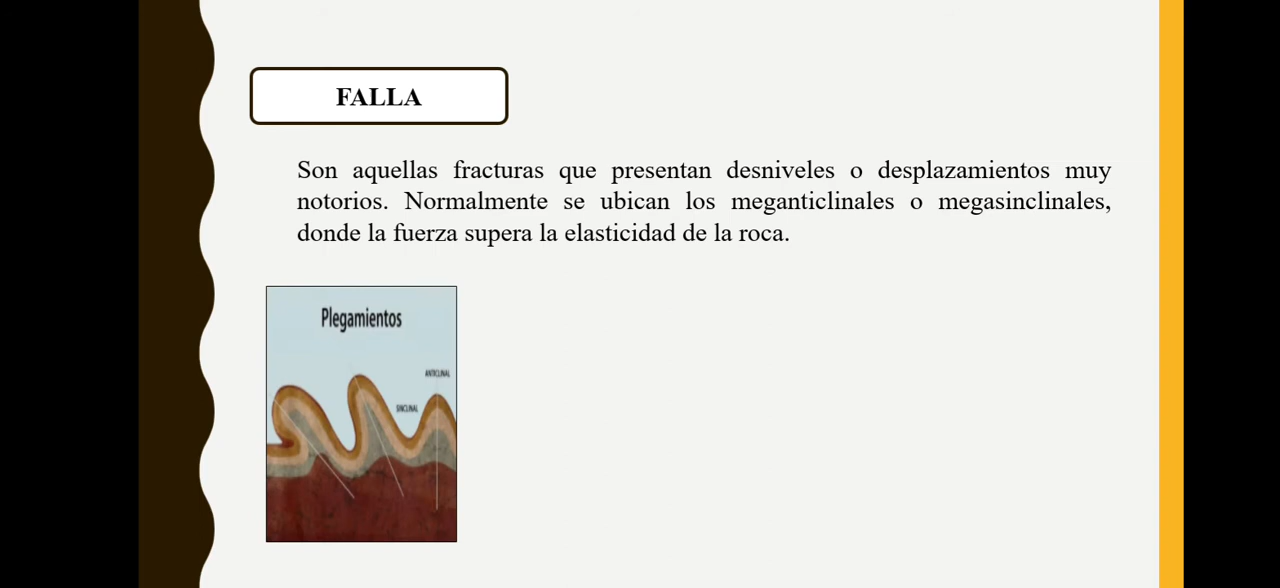 FALLA
Son aquellas fracturas que presentan desniveles o desplazamientos muy
notorios. Normalmente se ubican los meganticlinales o megasinclinales,
donde la fuerza supera la elasticidad de la roca.
Plegamientos
ANTICLINAL
SINCLINAL